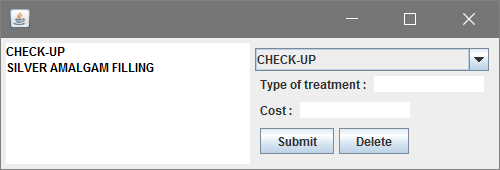 CHECK-UP
SILVER AMALGAM FILLING
CHECK-UP
Type of treatment :
Cost :
Submit
Delete